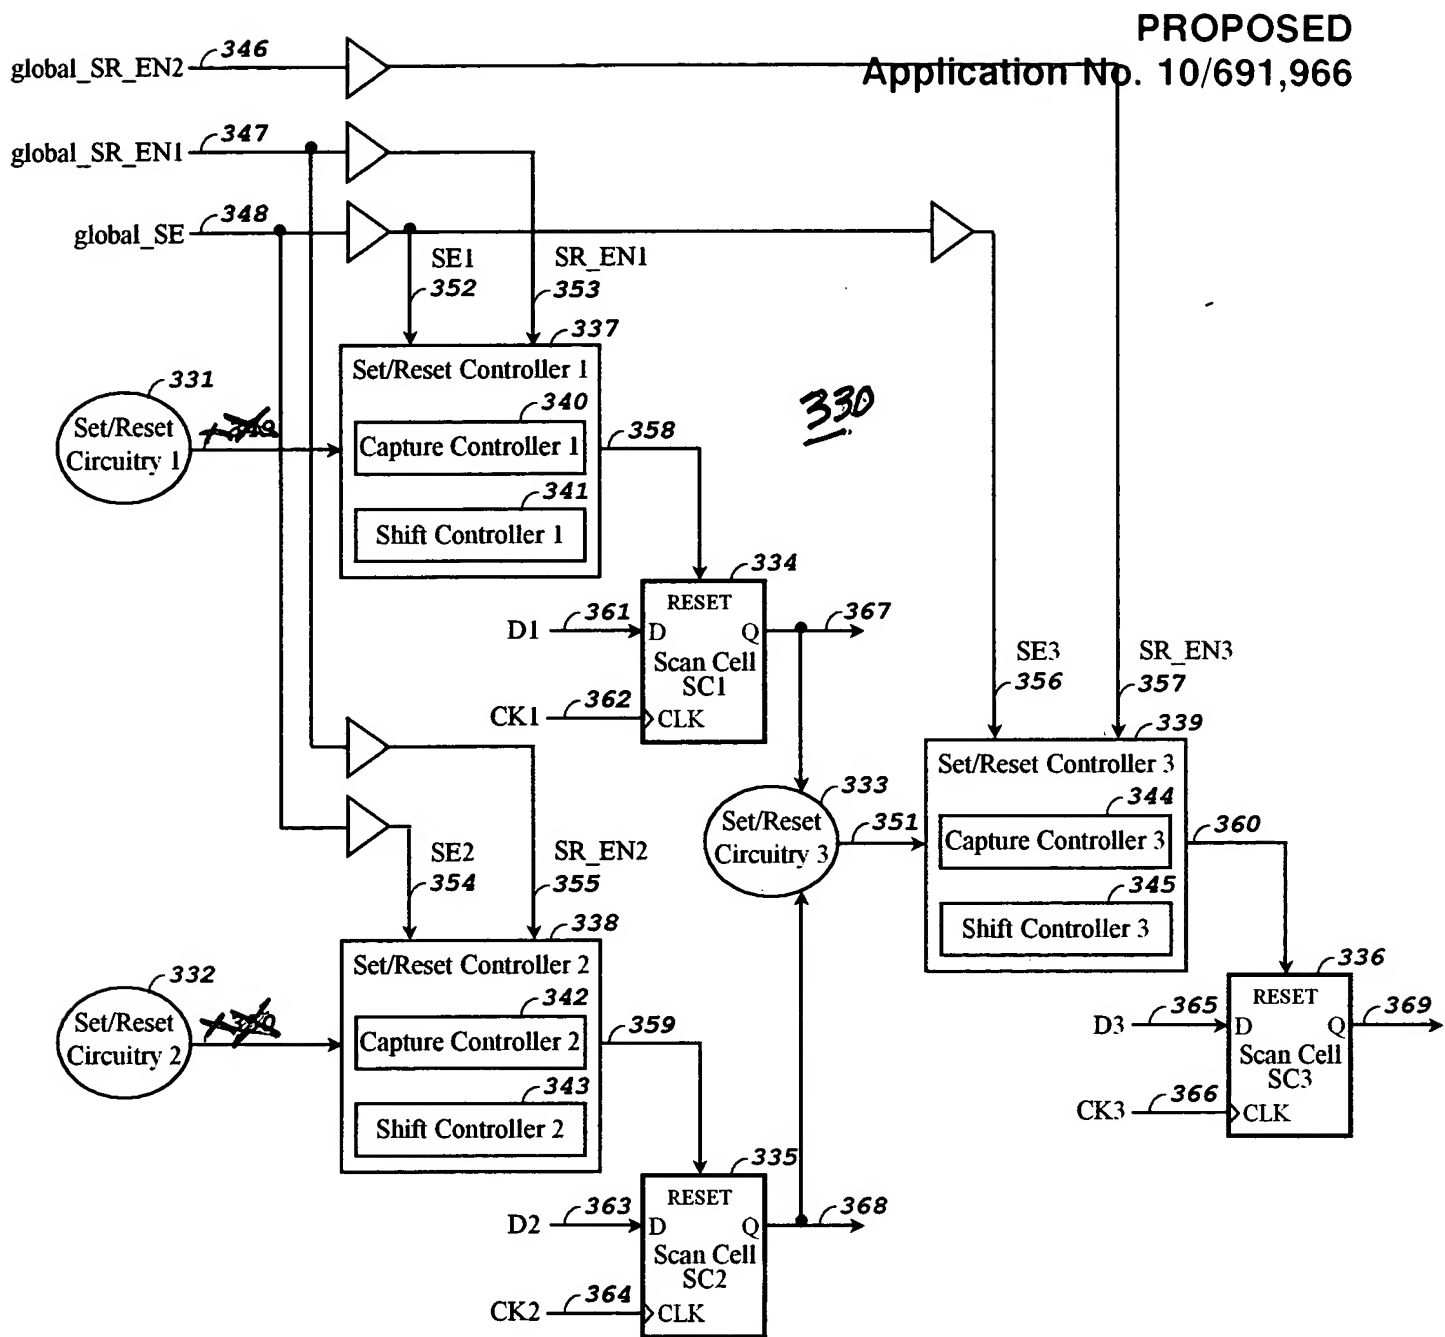 PROPOSED
Application No. 10/691,966
346
global_SR_EN2
347
global_SR_EN1
348
global_SE
SE1
352
SR_EN1
353
337
Set/Reset Controller 1
331
Set/Reset
Circuitry 1
340
Capture Controller 1
358
330
341
Shift Controller 1
334
RESET
D1
361
D
Q
367
Scan Cell
SC1
CK1
362
CLK
SE3
356
SR_EN3
357
339
Set/Reset Controller 3
333
Set/Reset
Circuitry 3
351
344
Capture Controller 3
360
345
Shift Controller 3
SE2
354
SR_EN2
355
338
Set/Reset Controller 2
332
Set/Reset
Circuitry 2
342
Capture Controller 2
359
343
Shift Controller 2
336
RESET
D3
365
D
Q
369
Scan Cell
SC3
CK3
366
CLK
335
RESET
D2
363
D
Q
368
Scan Cell
SC2
CK2
364
CLK